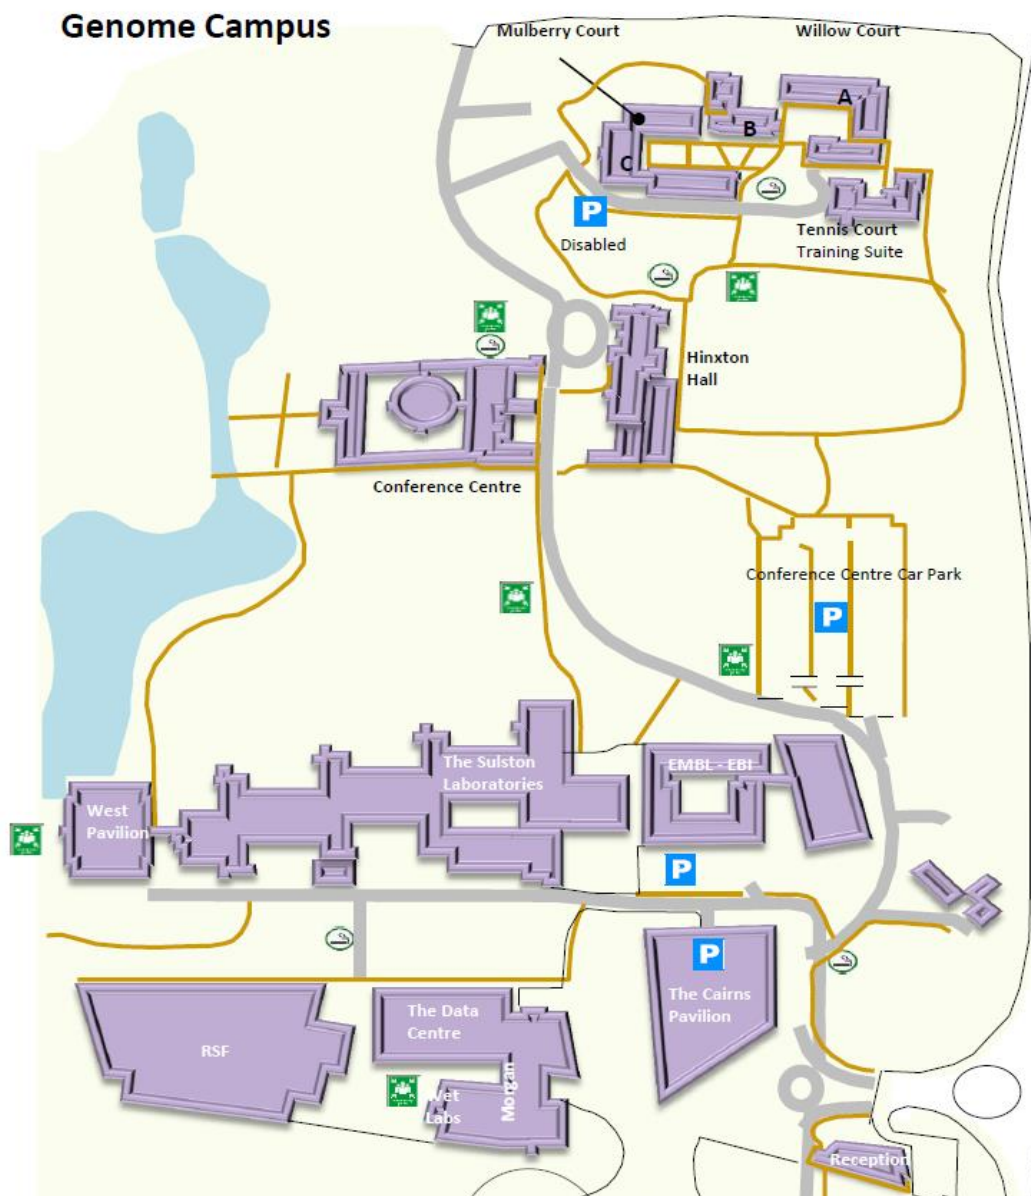 Genome Campus
Mulberry Court
Willow Court
A
B
C
P
Disabled
Tennis Court
Training Suite
Hinxton
Hall
Conference Centre
Conference Centre Car Park
P
The Sulston
Laboratories
EMBL - EBI
West
Pavilion
P
P
The Cairns
Pavilion
The Data
Centre
RSF
Morgan
Wet
Labs
Reception